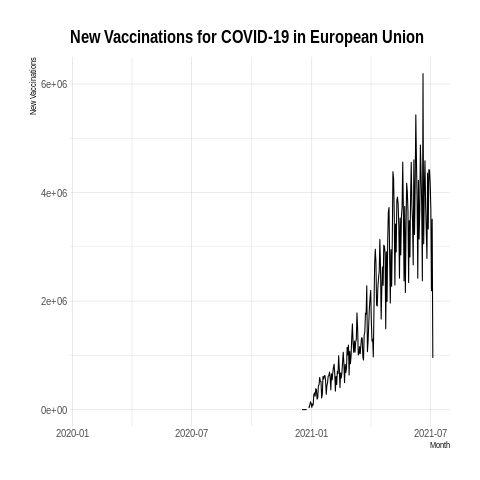 New Vaccinations for COVID-19 in European Union
New Vaccinations
6e+06
4e+06
2e+06
0e+00
2020-01
2020-07
2021-01
2021-07
Month